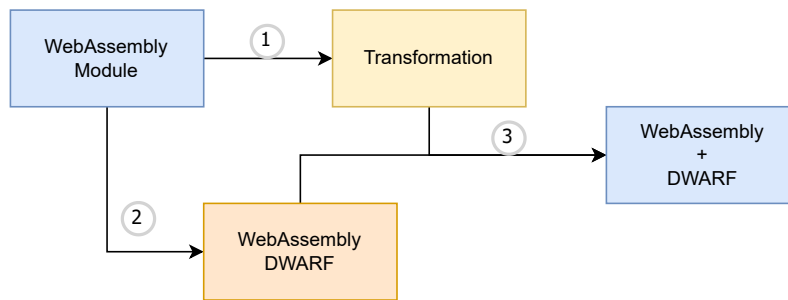 WebAssembly
Module
1
Transformation
3
WebAssembly
+
DWARF
2
WebAssembly
DWARF